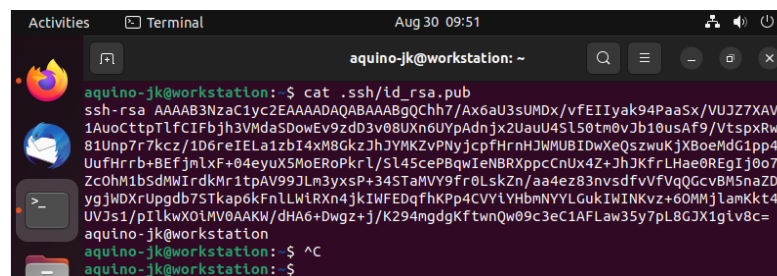 Activities
Terminal
Aug 30 09:51
aquino-jk@workstation: ~
aquino-jk@workstation:~$ cat .ssh/id_rsa.pub
ssh-rsa AAAAB3NzaC1yc2EAAAADAQABAAABgQChh7/Ax6aU3sUMDx/vfEIIyak94PaaSx/VUJZ7XAV
1AuoCttpTlfCIFbjh3VMdaSDowEv9zdD3v08UXn6UYpAdnjx2UauU4Sl50tm0vJb10usAf9/VtspxRw
81Unp7r7kcz/1D6reIELa1zbI4xM8GkzJhJYMKZvPNyjcpfHrnHJWMUBIDwXeQszwuKjXBoeMdG1pp4
UufHrrb+BEfjmlxF+04eyuX5MoERoPkrl/Sl45cePBqwIeNBRXppcCnUx4Z+JhJKfrLHae0REgIj0o7
ZcOhM1bSdMWIrdkMr1tpAV99JLm3yxsP+34STaMVY9fr0LskZn/aa4ez83nvsdfvVfVqQGcvBM5naZD
ygjWDXrUpgdb7STkap6kFnlLWiRXn4jkIWFEDqfhKPp4CVYiYHbmNYYLGukIWINKvz+6OMMjlamKkt4
UVJs1/pIlkwXOiMV0AAKW/dHA6+Dwgz+j/K294mgdgKftwnQw09c3eC1AFLaw35y7pL8GJX1giv8c=
aquino-jk@workstation
aquino-jk@workstation:~$ ^C
aquino-jk@workstation:~$